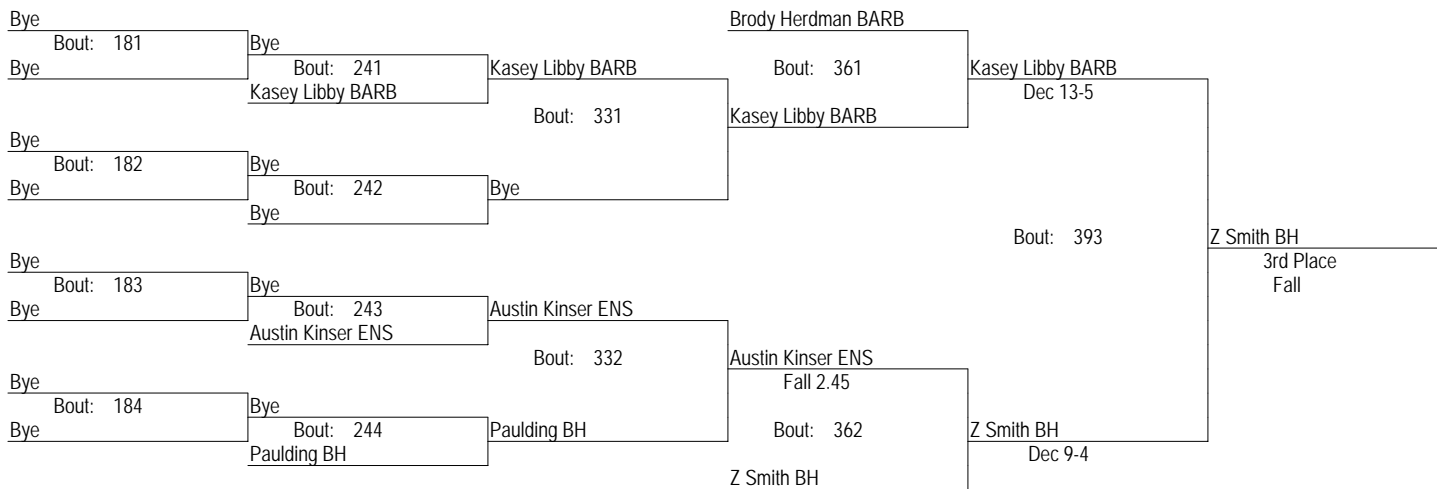 Bye
Brody Herdman BARB
Bout: 181
Bye
Bye
Bout: 241
Kasey Libby BARB
Bout: 361
Kasey Libby BARB
Kasey Libby BARB
Dec 13-5
Bout: 331
Kasey Libby BARB
Bye
Bout: 182
Bye
Bye
Bout: 242
Bye
Bye
Bout: 393
Z Smith BH
Bye
3rd Place
Bout: 183
Bye
Fall
Bye
Bout: 243
Austin Kinser ENS
Austin Kinser ENS
Bout: 332
Austin Kinser ENS
Bye
Fall 2.45
Bout: 184
Bye
Bye
Bout: 244
Paulding BH
Bout: 362
Z Smith BH
Paulding BH
Dec 9-4
Z Smith BH